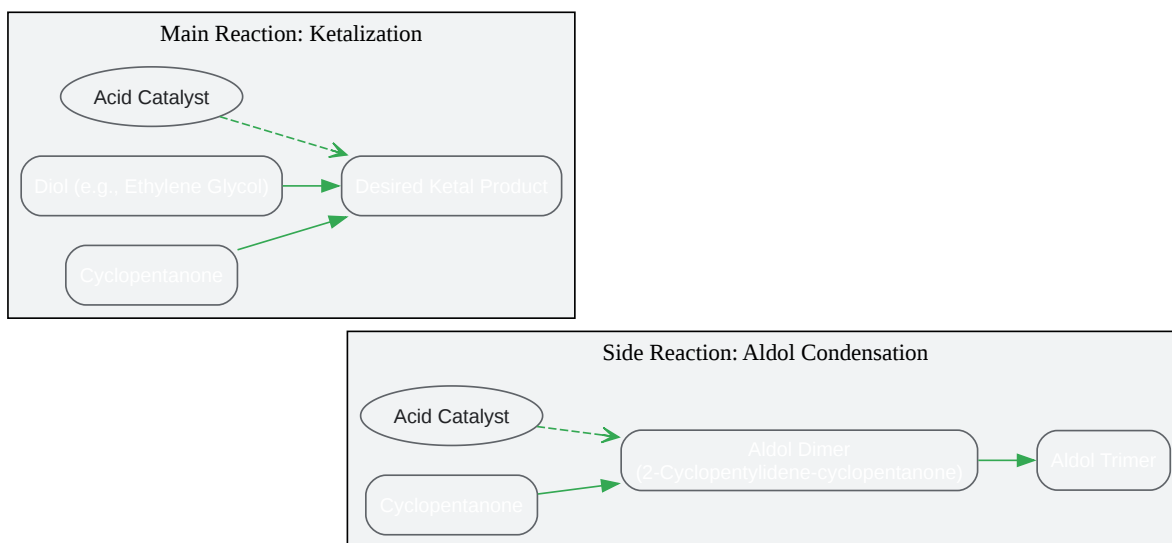 Main Reaction: Ketalization
Acid Catalyst
Diol (e.g., Ethylene Glycol)
Desired Ketal Product
Cyclopentanone
Side Reaction: Aldol Condensation
Acid Catalyst
Aldol Dimer
(2-Cyclopentylidene-cyclopentanone)
Aldol Trimer
Cyclopentanone